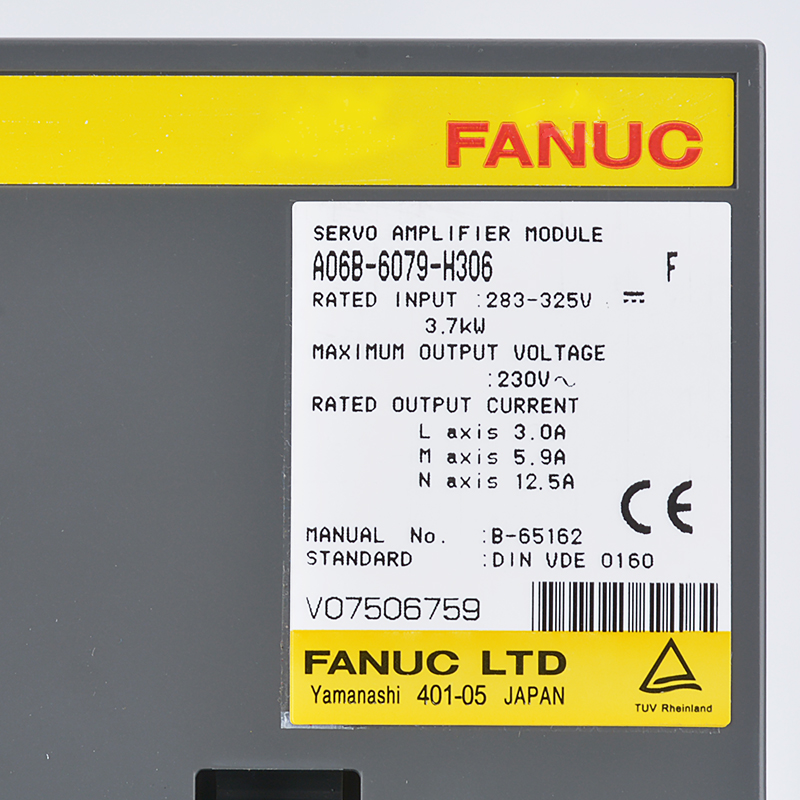 FANUC
SERVO AMPLIFIER MODULE
A06B-6079-H306 F
RATED INPUT :283-325V ⎓
3.7kW
MAXIMUM OUTPUT VOLTAGE
:230V～
RATED OUTPUT CURRENT
L axis 3.0A
M axis 5.9A
N axis 12.5A
CE
MANUAL No. :B-65162
STANDARD :DIN VDE 0160
V07506759
FANUC LTD
Yamanashi 401-05 JAPAN
TUV Rheinland